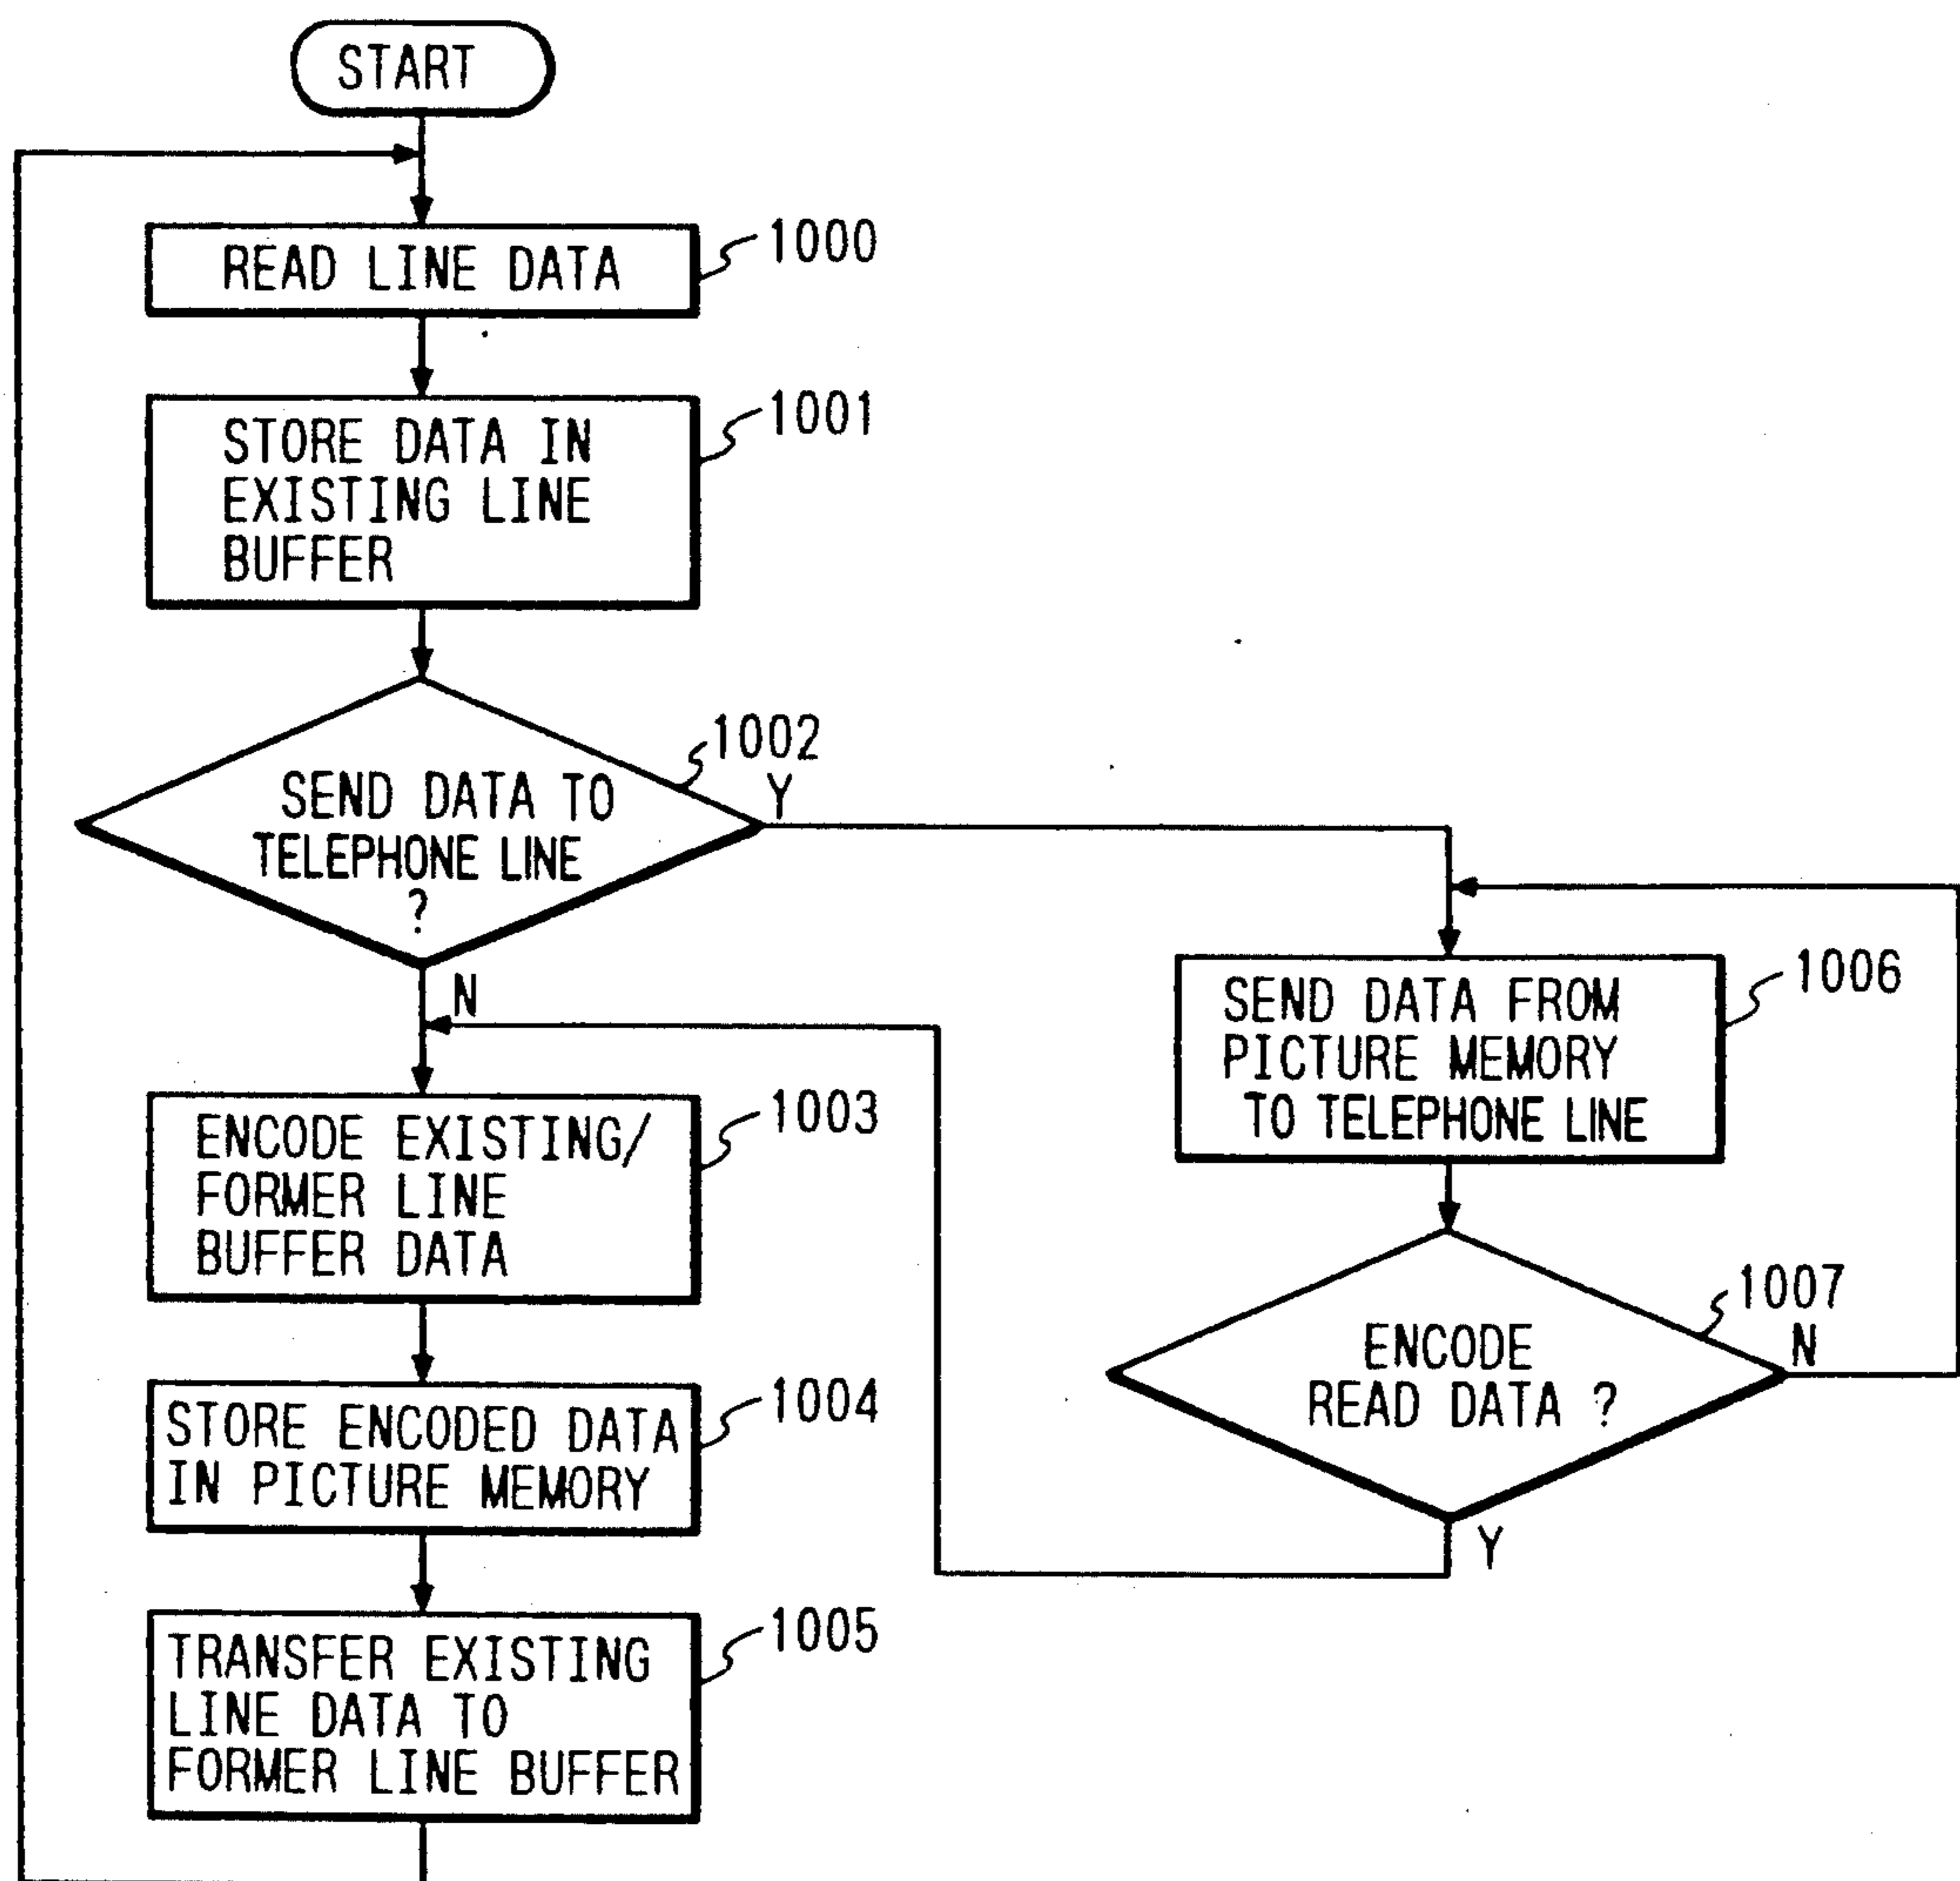 START
READ LINE DATA
1000
STORE DATA IN
EXISTING LINE
BUFFER
1001
SEND DATA TO
TELEPHONE LINE
?
1002
Y
N
ENCODE EXISTING/
FORMER LINE
BUFFER DATA
1003
STORE ENCODED DATA
IN PICTURE MEMORY
1004
TRANSFER EXISTING
LINE DATA TO
FORMER LINE BUFFER
1005
SEND DATA FROM
PICTURE MEMORY
TO TELEPHONE LINE
1006
ENCODE
READ DATA ?
1007
N
Y